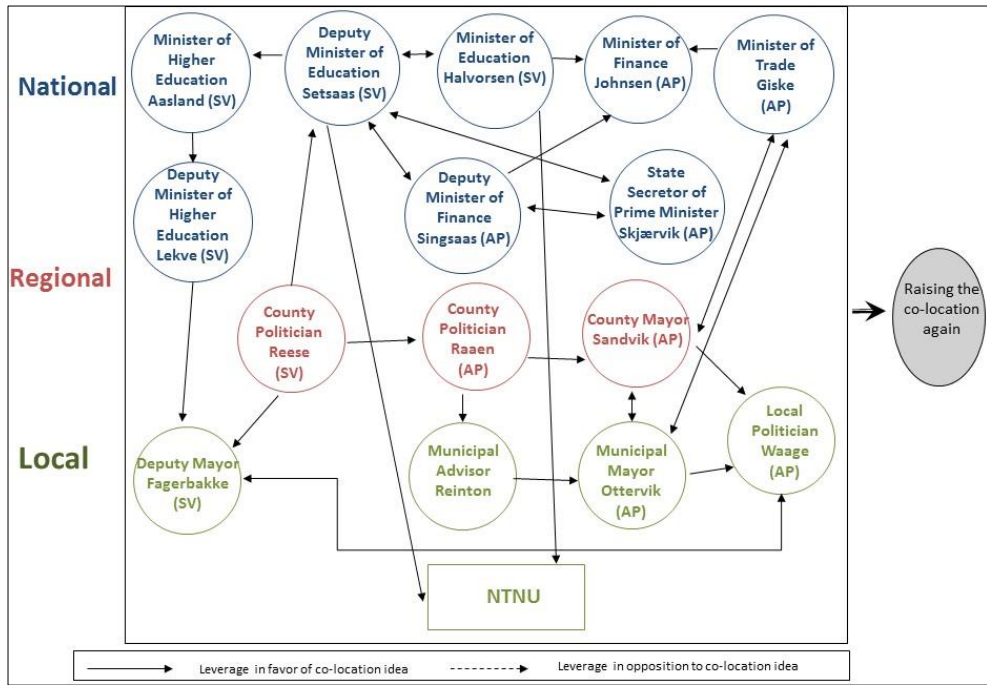 National
Minister of
Higher
Education
Aasland (SV)
Deputy
Minister of
Education
Setsaas (SV)
Minister of
Education
Halvorsen (SV)
Minister of
Finance
Johnsen (AP)
Minister of
Trade
Giske
(AP)
Deputy
Minister of
Higher
Education
Lekve (SV)
Deputy
Minister of
Finance
Singsaas (AP)
State
Secretor of
Prime Minister
Skjærvik (AP)
Regional
County
Politician
Reese
(SV)
County
Politician
Raaen
(AP)
County Mayor
Sandvik (AP)
Raising the
co-location
again
Local
Deputy Mayor
Fagerbakke
(SV)
Municipal
Advisor
Reinton
Municipal
Mayor
Ottervik
(AP)
Local
Politician
Waage
(AP)
NTNU
Leverage in favor of co-location idea
Leverage in opposition to co-location idea